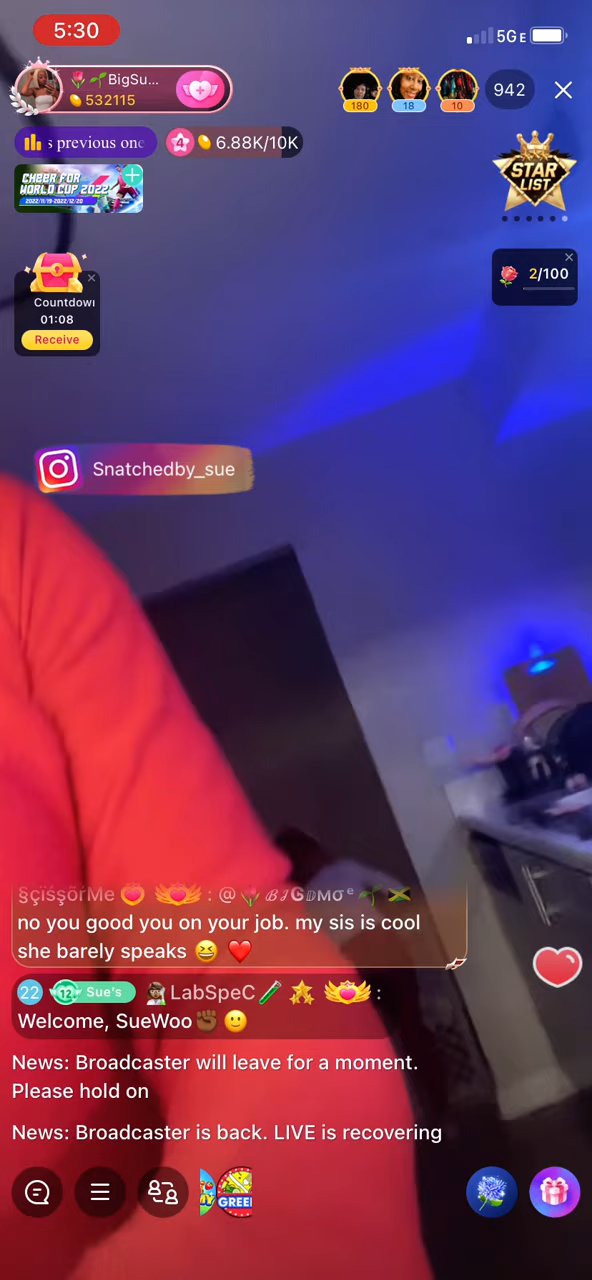 5:30
5G E
BigSu...
532115
180
18
10
942
s previous one
4
6.88K/10K
CHEER FOR
WORLD CUP 2022
2022/11/19-2022/12/20
STAR
LIST
Countdown
01:08
Receive
2/100
Snatchedby_sue
no you good you on your job. my sis is cool
she barely speaks 😆 ❤️
22 12 Sue's LabSpeC :
Welcome, SueWoo✊🏾🙂
News: Broadcaster will leave for a moment.
Please hold on
News: Broadcaster is back. LIVE is recovering
GREE